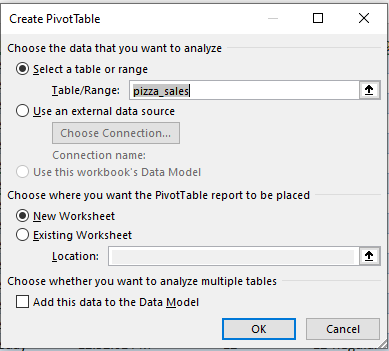 Create PivotTable
Choose the data that you want to analyze
Select a table or range
Table/Range: pizza_sales
Use an external data source
Choose Connection...
Connection name:
Use this workbook's Data Model
Choose where you want the PivotTable report to be placed
New Worksheet
Existing Worksheet
Location:
Choose whether you want to analyze multiple tables
Add this data to the Data Model
OK Cancel